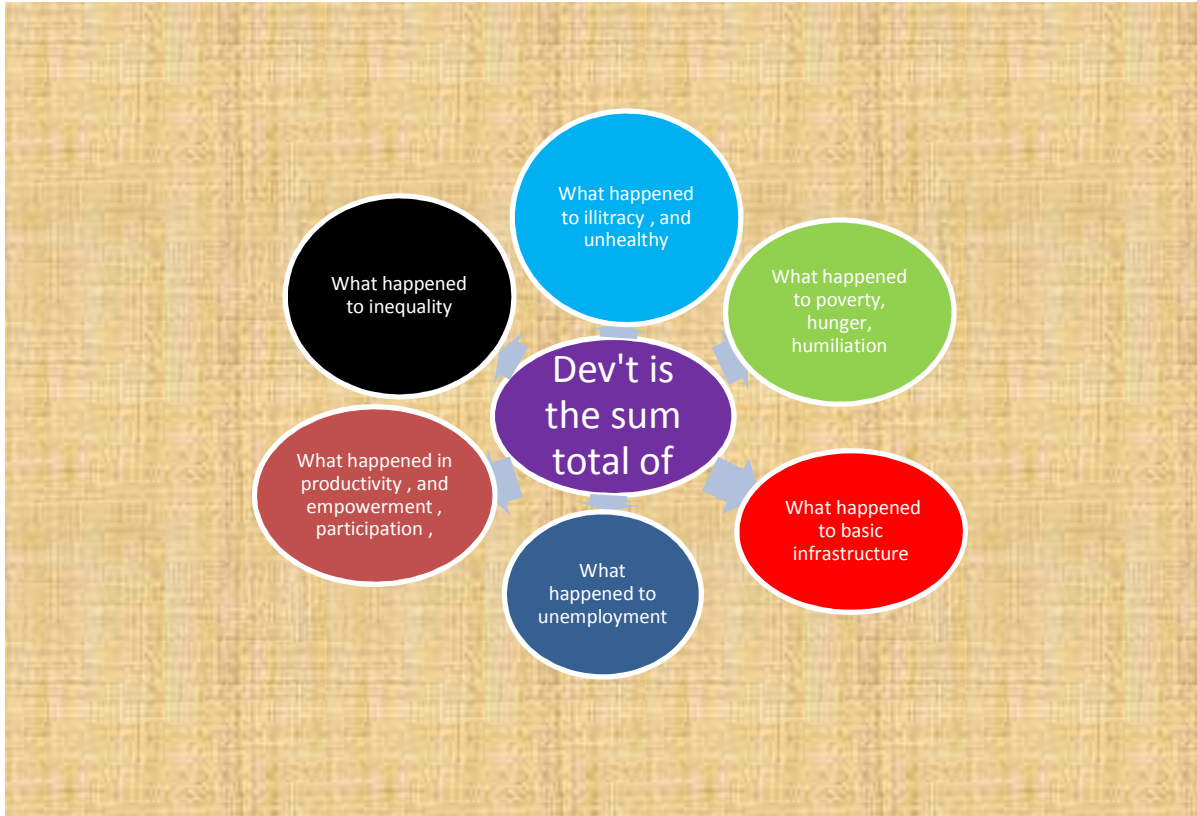 Dev't is
the sum
total of
What happened
to illitracy , and
unhealthy
What happened
to poverty,
hunger,
humiliation
What happened
to basic
infrastructure
What
happened to
unemployment
What happened in
productivity , and
empowerment ,
participation ,
What happened
to inequality